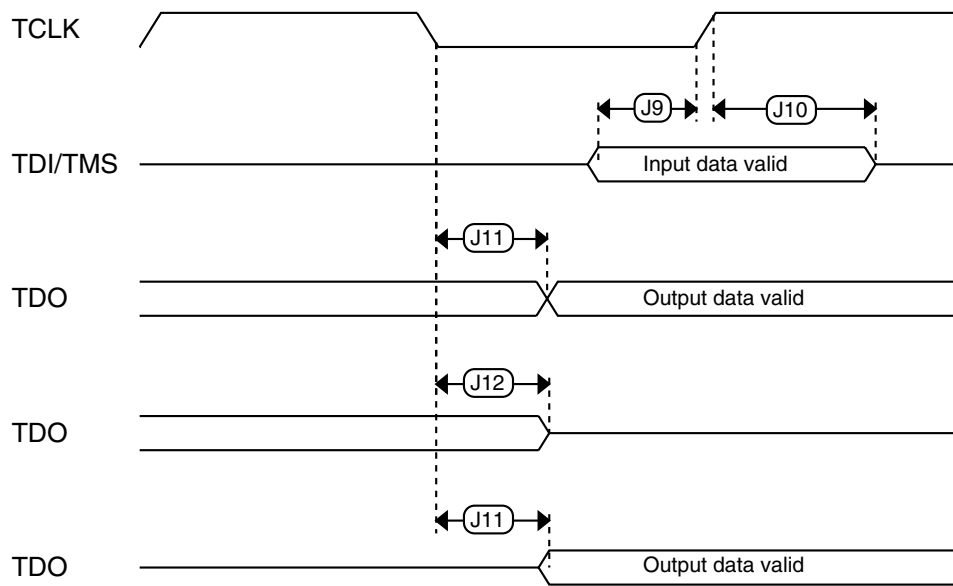 TCLK
J9
J10
TDI/TMS
Input data valid
J11
TDO
Output data valid
J12
TDO
J11
TDO
Output data valid